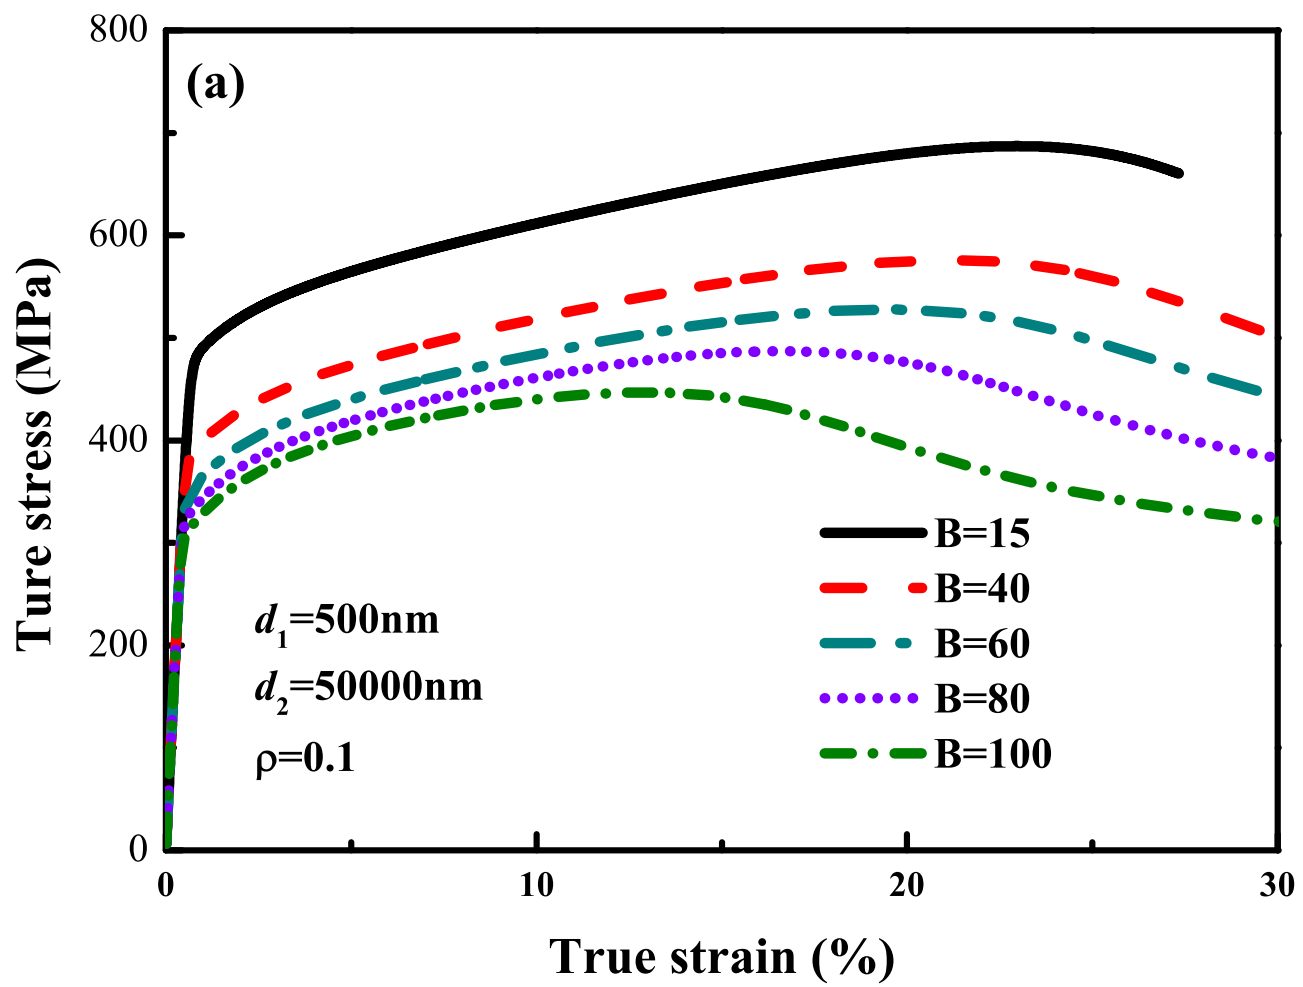 800
600
400
200
0
0
10
20
30
Ture stress (MPa)
True strain (%)
(a)
d₁=500nm
d₂=50000nm
ρ=0.1
B=15
B=40
B=60
B=80
B=100